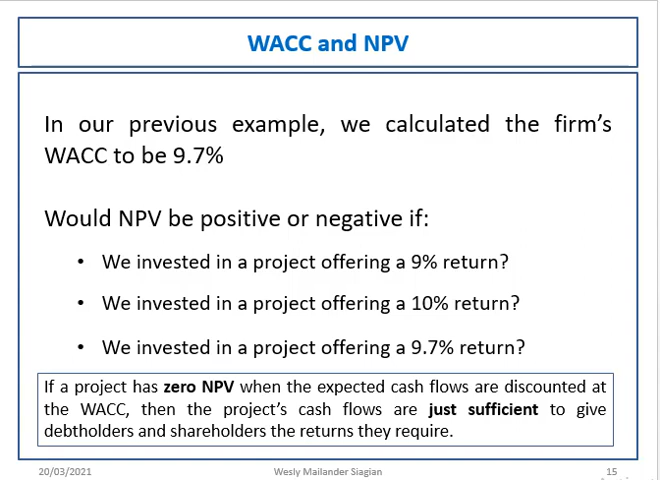 WACC and NPV
In our previous example, we calculated the firm's
WACC to be 9.7%
Would NPV be positive or negative if:
• We invested in a project offering a 9% return?
• We invested in a project offering a 10% return?
• We invested in a project offering a 9.7% return?
If a project has zero NPV when the expected cash flows are discounted at
the WACC, then the project's cash flows are just sufficient to give
debtholders and shareholders the returns they require.
20/03/2021 Wesly Mailander Siagian 15